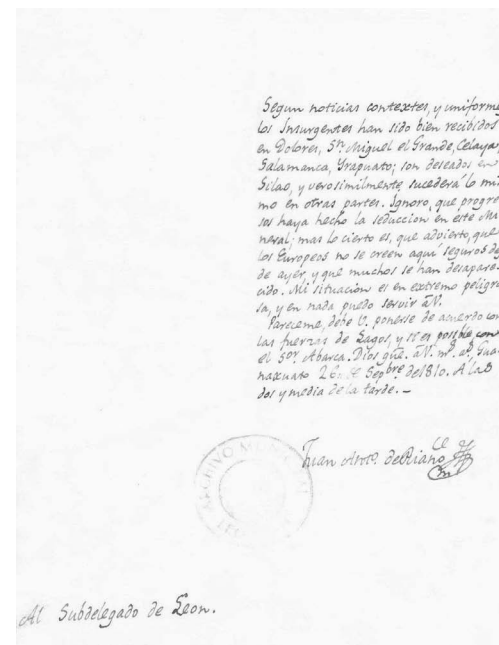 Segun noticias contextes, y uniforme
los Insurgentes han sido bien recibidos
en Dolores, Sn. Miguel el Grande, Celaya,
Salamanca, Yrapuato; son deseados en
Silao, y verosimilmente, sucederá lo mis
mo en otras partes. Ignoro, que progre
sos haya hecho la seduccion en este Mi
neral; mas lo cierto es, que advierto, que
los Europeos no se creen aquí seguros de
de ayer, y que muchos se han desapare
cido. Mi situacion es en extremo peligro
sa, y en nada puedo servir á V.
Pareceme, debe V. ponerse de acuerdo con
las fuerzas de Lagos, y si es posible con
el Sor. Abarca. Dios gue. á V. ms. as. Gua
naxuato 26 de Sepbre de 1810. A las
dos y media de la tarde.—
Juan Anto. de Riaño
ARCHIVO MUNICIPAL
LEON
Al Subdelegado de Leon.